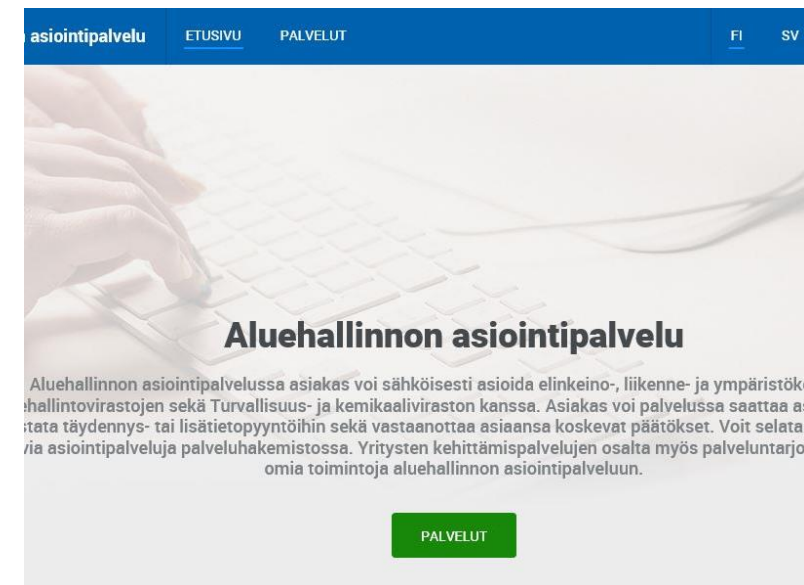 asiointipalvelu ETUSIVU PALVELUT FI SV
Aluehallinnon asiointipalvelu
Aluehallinnon asiointipalvelussa asiakas voi sähköisesti asioida elinkeino-, liikenne- ja ympäristöke
ehallintovirastojen sekä Turvallisuus- ja kemikaaliviraston kanssa. Asiakas voi palvelussa saattaa as
stata täydennys- tai lisätietopyyntöihin sekä vastaanottaa asiaansa koskevat päätökset. Voit selata
via asiointipalveluja palveluhakemistossa. Yritysten kehittämispalvelujen osalta myös palveluntarjo
omia toimintoja aluehallinnon asiointipalveluun.
PALVELUT